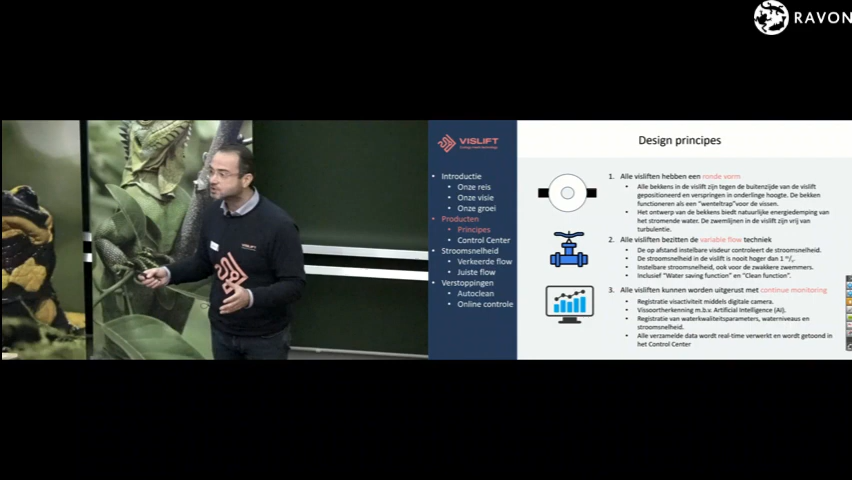 RAVON
VISLIFT
Introductie
Onze reis
Onze visie
Onze groei
Producten
Principes
Control Center
Stroomsnelheid
Verkeerde flow
Juiste flow
Verstoppingen
Autoclean
Online controle
Design principes
1. Alle visliften hebben een ronde vorm
Alle bekkens in de vislift zijn tegen de buitenzijde van de vislift
gepositioneerd en verspringen in onderlinge hoogte. De bekken
functioneren als een "wenteltrap"voor de vissen.
Het ontwerp van de bekkens biedt natuurlijke energiedemping van
het stromende water. De zwemlijnen in de vislift zijn vrij van
turbulentie.
2. Alle visliften bezitten de variable flow techniek
De op afstand instelbare visdeur controleert de stroomsnelheid.
De stroomsnelheid in de vislift is nooit hoger dan 1 m/s.
Instelbare stroomsnelheid, ook voor de zwakkere zwemmers.
Inclusief "Water saving function" en "Clean function".
3. Alle visliften kunnen worden uitgerust met continue monitoring
Registratie visactiviteit middels digitale camera.
Vissoortherkenning m.b.v. Artificial Intelligence (AI).
Registratie van waterkwaliteitsparameters, waterniveaus en
stroomsnelheid.
Alle verzamelde data wordt real-time verwerkt en wordt getoond in
het Control Center